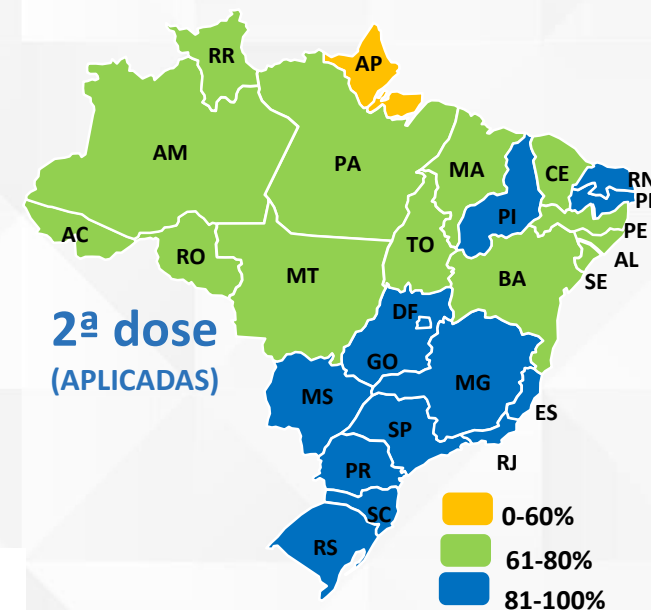 RR
AP
AM
PA
MA
CE
RN
PI
PB
AC
RO
MT
TO
PE
AL
BA
SE
2ª dose
(APLICADAS)
DF
GO
MS
MG
ES
SP
RJ
PR
SC
RS
0-60%
61-80%
81-100%